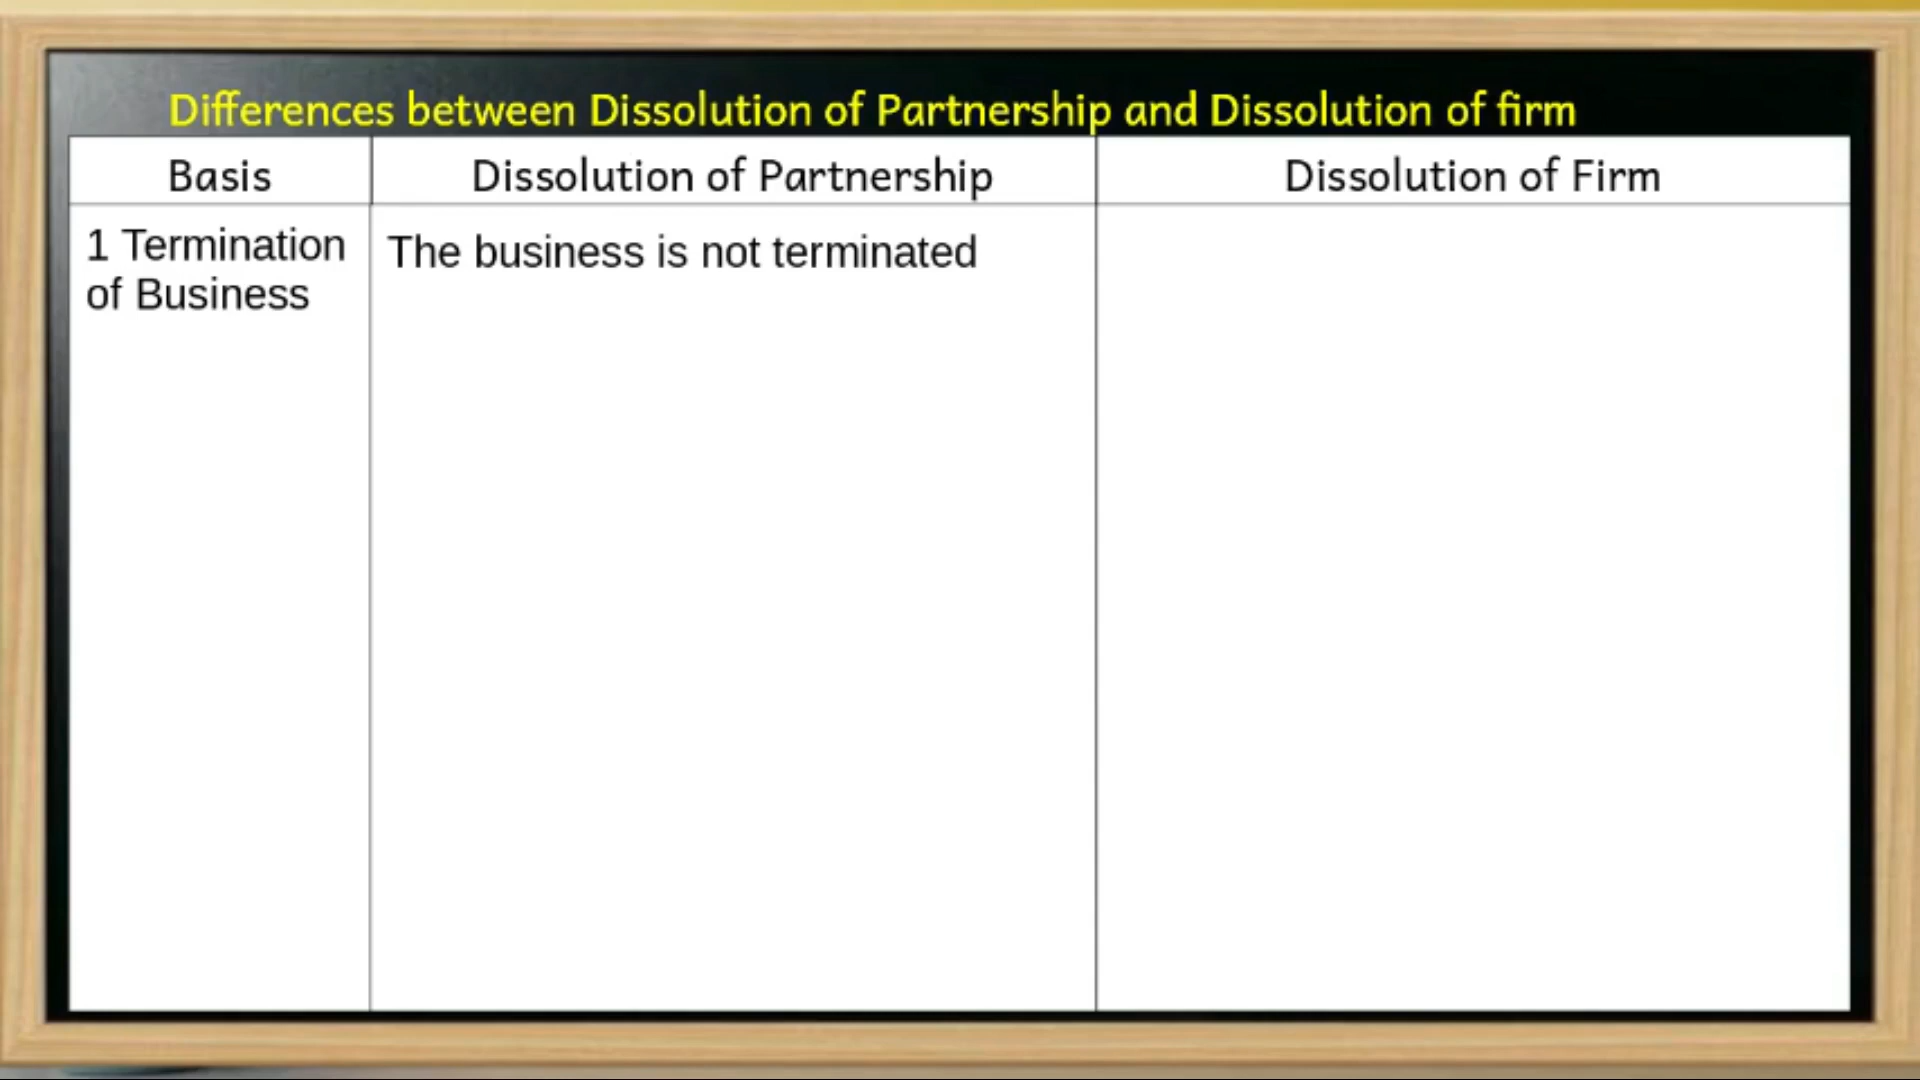 Differences between Dissolution of Partnership and Dissolution of firm
Basis
Dissolution of Partnership
Dissolution of Firm
1 Termination
of Business
The business is not terminated